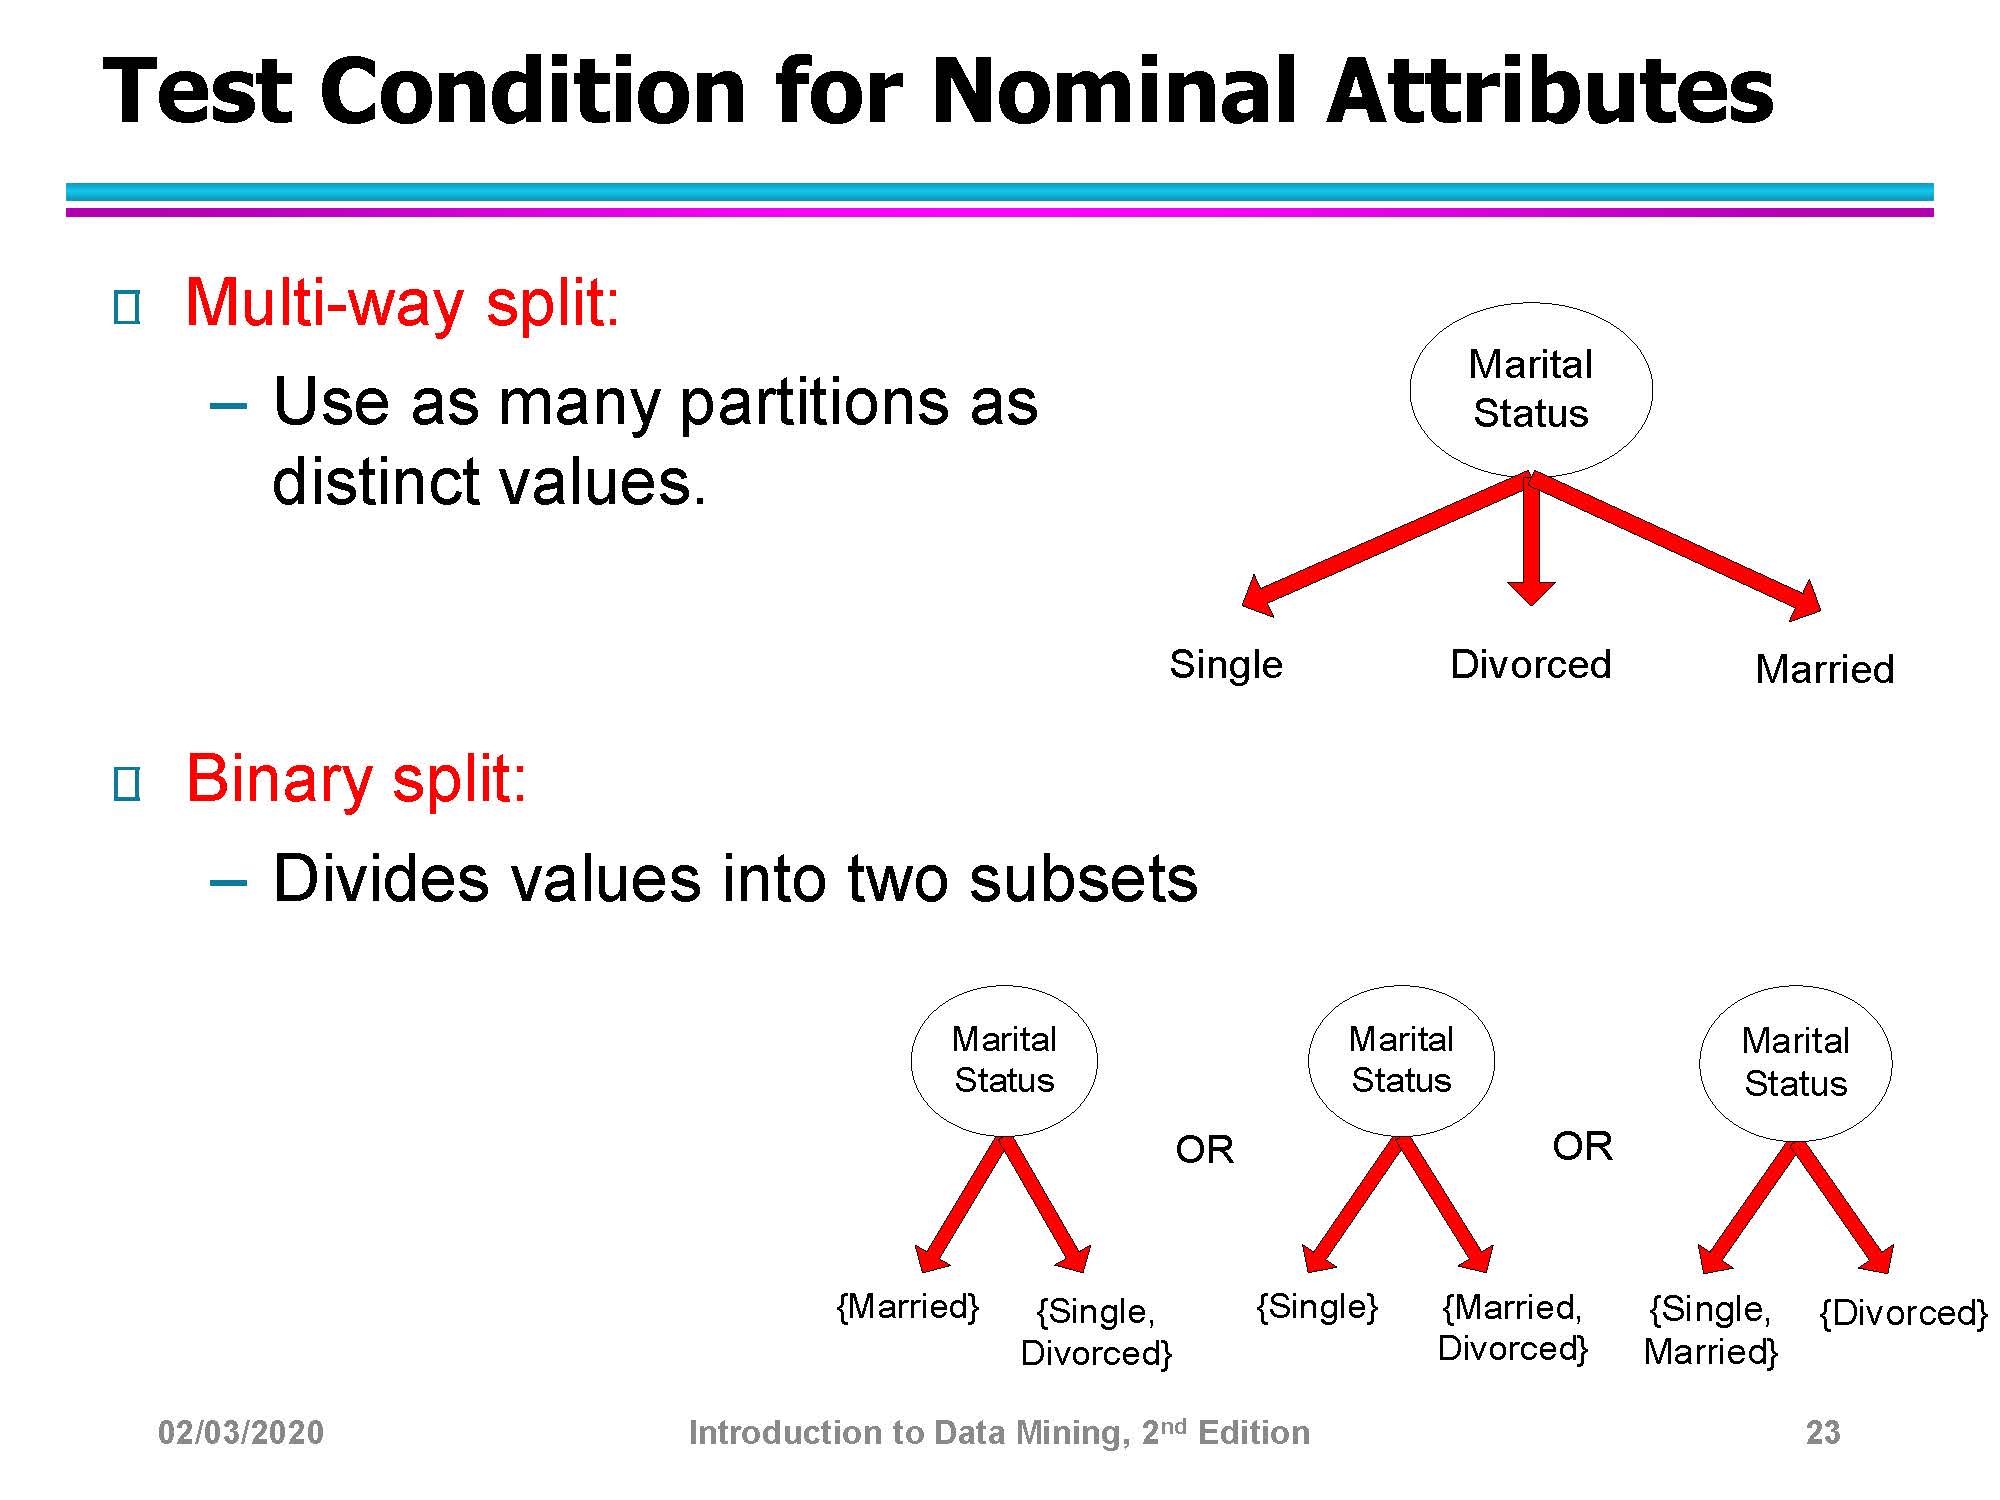 Test Condition for Nominal Attributes
Multi-way split:
– Use as many partitions as
distinct values.
Marital
Status
Single
Divorced
Married
Binary split:
– Divides values into two subsets
Marital
Status
{Married}
{Single,
Divorced}
OR
Marital
Status
{Single}
{Married,
Divorced}
OR
Marital
Status
{Single,
Married}
{Divorced}
02/03/2020
Introduction to Data Mining, 2nd Edition
23